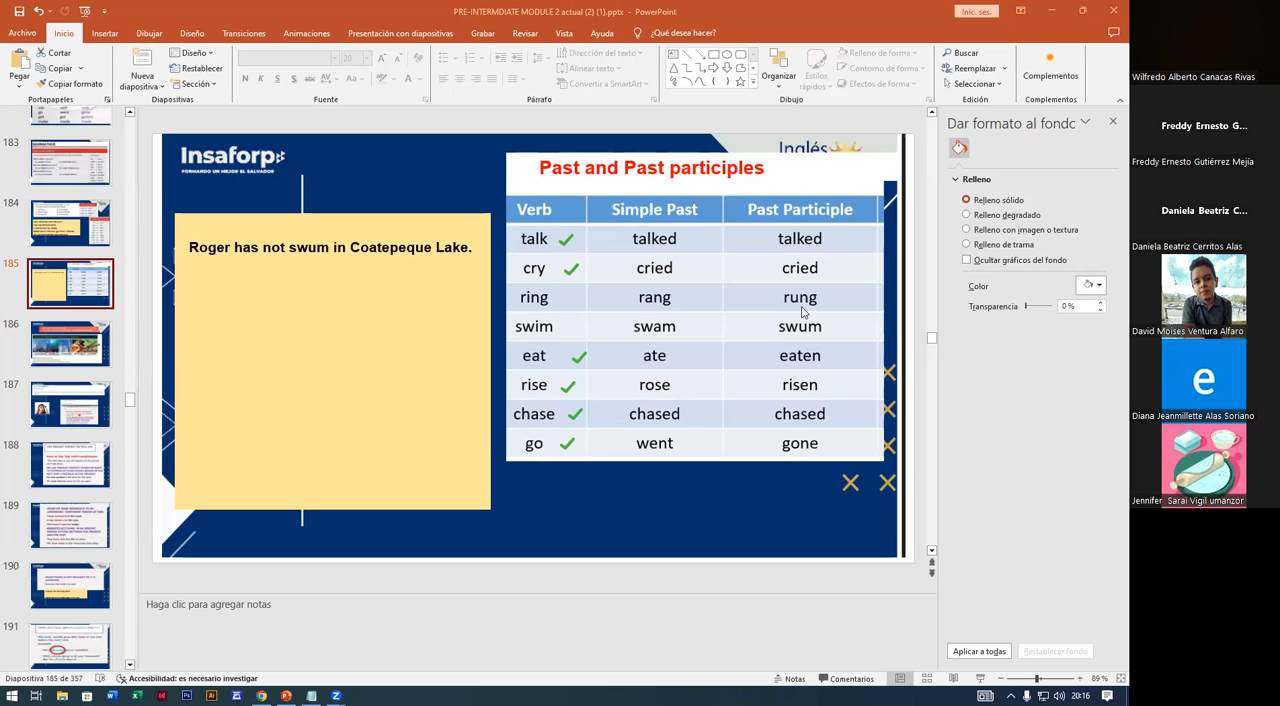 PRE-INTERMDIATE MODULE 2 actual (2) (1).pptx - PowerPoint
Inic. ses.
Archivo Inicio Insertar Dibujar Diseño Transiciones Animaciones Presentación con diapositivas Grabar Revisar Vista Ayuda ¿Qué desea hacer?
Pegar
Cortar
Copiar
Copiar formato
Portapapeles
Nueva diapositiva
Diseño
Restablecer
Sección
Diapositivas
20
N K S
Fuente
Párrafo
Dirección del texto
Alinear texto
Convertir a SmartArt
Organizar
Estilos rápidos
Relleno de forma
Contorno de forma
Efectos de forma
Dibujo
Buscar
Reemplazar
Seleccionar
Edición
Complementos
Complementos
183
184
185
186
187
188
189
190
191
Insaforp
FORMANDO UN MEJOR EL SALVADOR
Inglés
Past and Past participles
Roger has not swum in Coatepeque Lake.
Verb Simple Past Past Participle
talk talked talked
cry cried cried
ring rang rung
swim swam swum
eat ate eaten
rise rose risen
chase chased chased
go went gone
Haga clic para agregar notas
Dar formato al fondo
Relleno
Relleno sólido
Relleno degradado
Relleno con imagen o textura
Relleno de trama
Ocultar gráficos del fondo
Color
Transparencia 0 %
Aplicar a todas
Restablecer fondo
Diapositiva 185 de 357
Accesibilidad: es necesario investigar
Notas
Comentarios
89 %
20:16
Wilfredo Alberto Canacas Rivas
Freddy Ernesto G...
Freddy Ernesto Gutiérrez Mejía
Daniela Beatriz C...
Daniela Beatriz Cerritos Alas
David Moises Ventura Alfaro
e
Diana Jeanmillette Alas Soriano
Jennifer Sarai Vigil umanzor